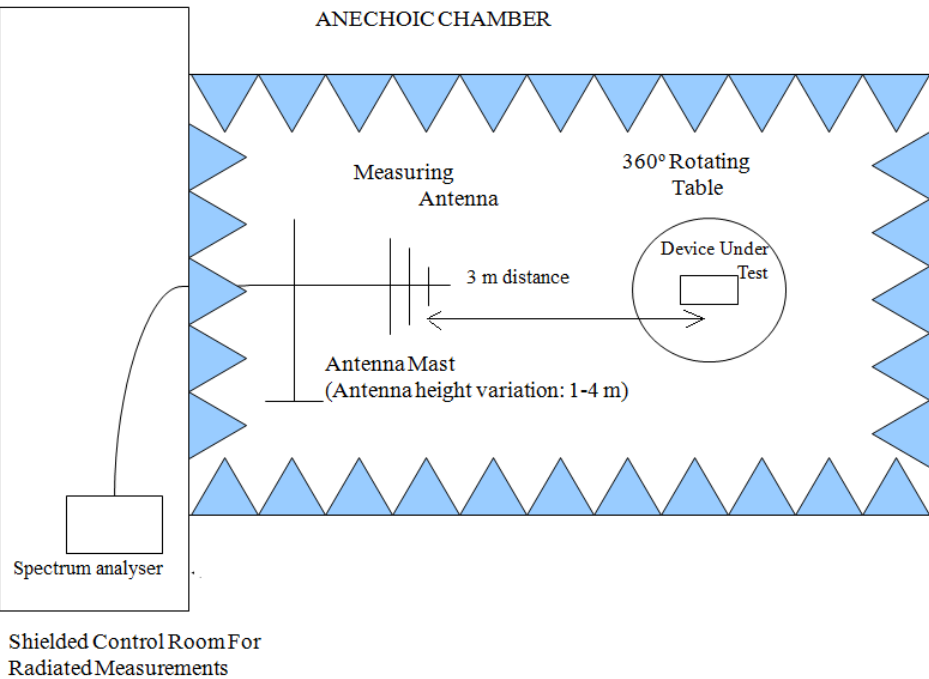 ANECHOIC CHAMBER
Measuring
Antenna
360º Rotating
Table
Device Under
Test
3 m distance
Antenna Mast
(Antenna height variation: 1-4 m)
Spectrum analyser
Shielded Control Room For
Radiated Measurements